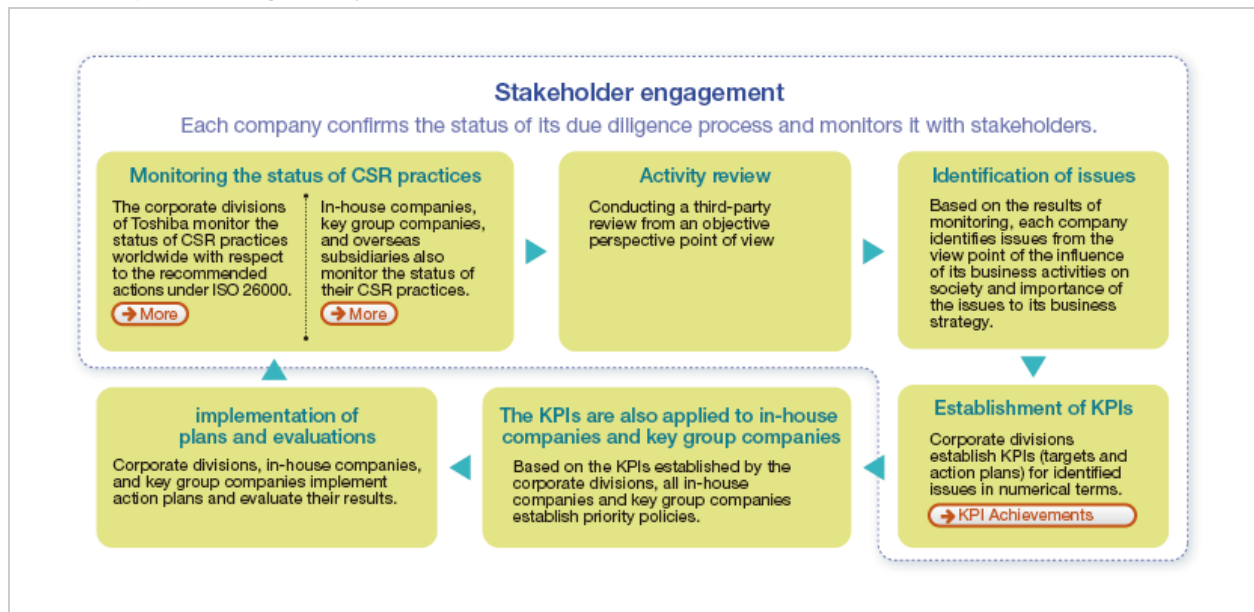 Stakeholder engagement
Each company confirms the status of its due diligence process and monitors it with stakeholders.
Monitoring the status of CSR practices
The corporate divisions
of Toshiba monitor the
status of CSR practices
worldwide with respect
to the recommended
actions under ISO 26000.
More
In-house companies,
key group companies,
and overseas
subsidiaries also
monitor the status of
their CSR practices.
More
Activity review
Conducting a third-party
review from an objective
perspective point of view
Identification of issues
Based on the results of
monitoring, each company
identifies issues from the
view point of the influence
of its business activities on
society and importance of
the issues to its business
strategy.
Establishment of KPIs
Corporate divisions
establish KPIs (targets and
action plans) for identified
issues in numerical terms.
KPI Achievements
The KPIs are also applied to in-house
companies and key group companies
Based on the KPIs established by the
corporate divisions, all in-house
companies and key group companies
establish priority policies.
implementation of
plans and evaluations
Corporate divisions, in-house companies,
and key group companies implement
action plans and evaluate their results.